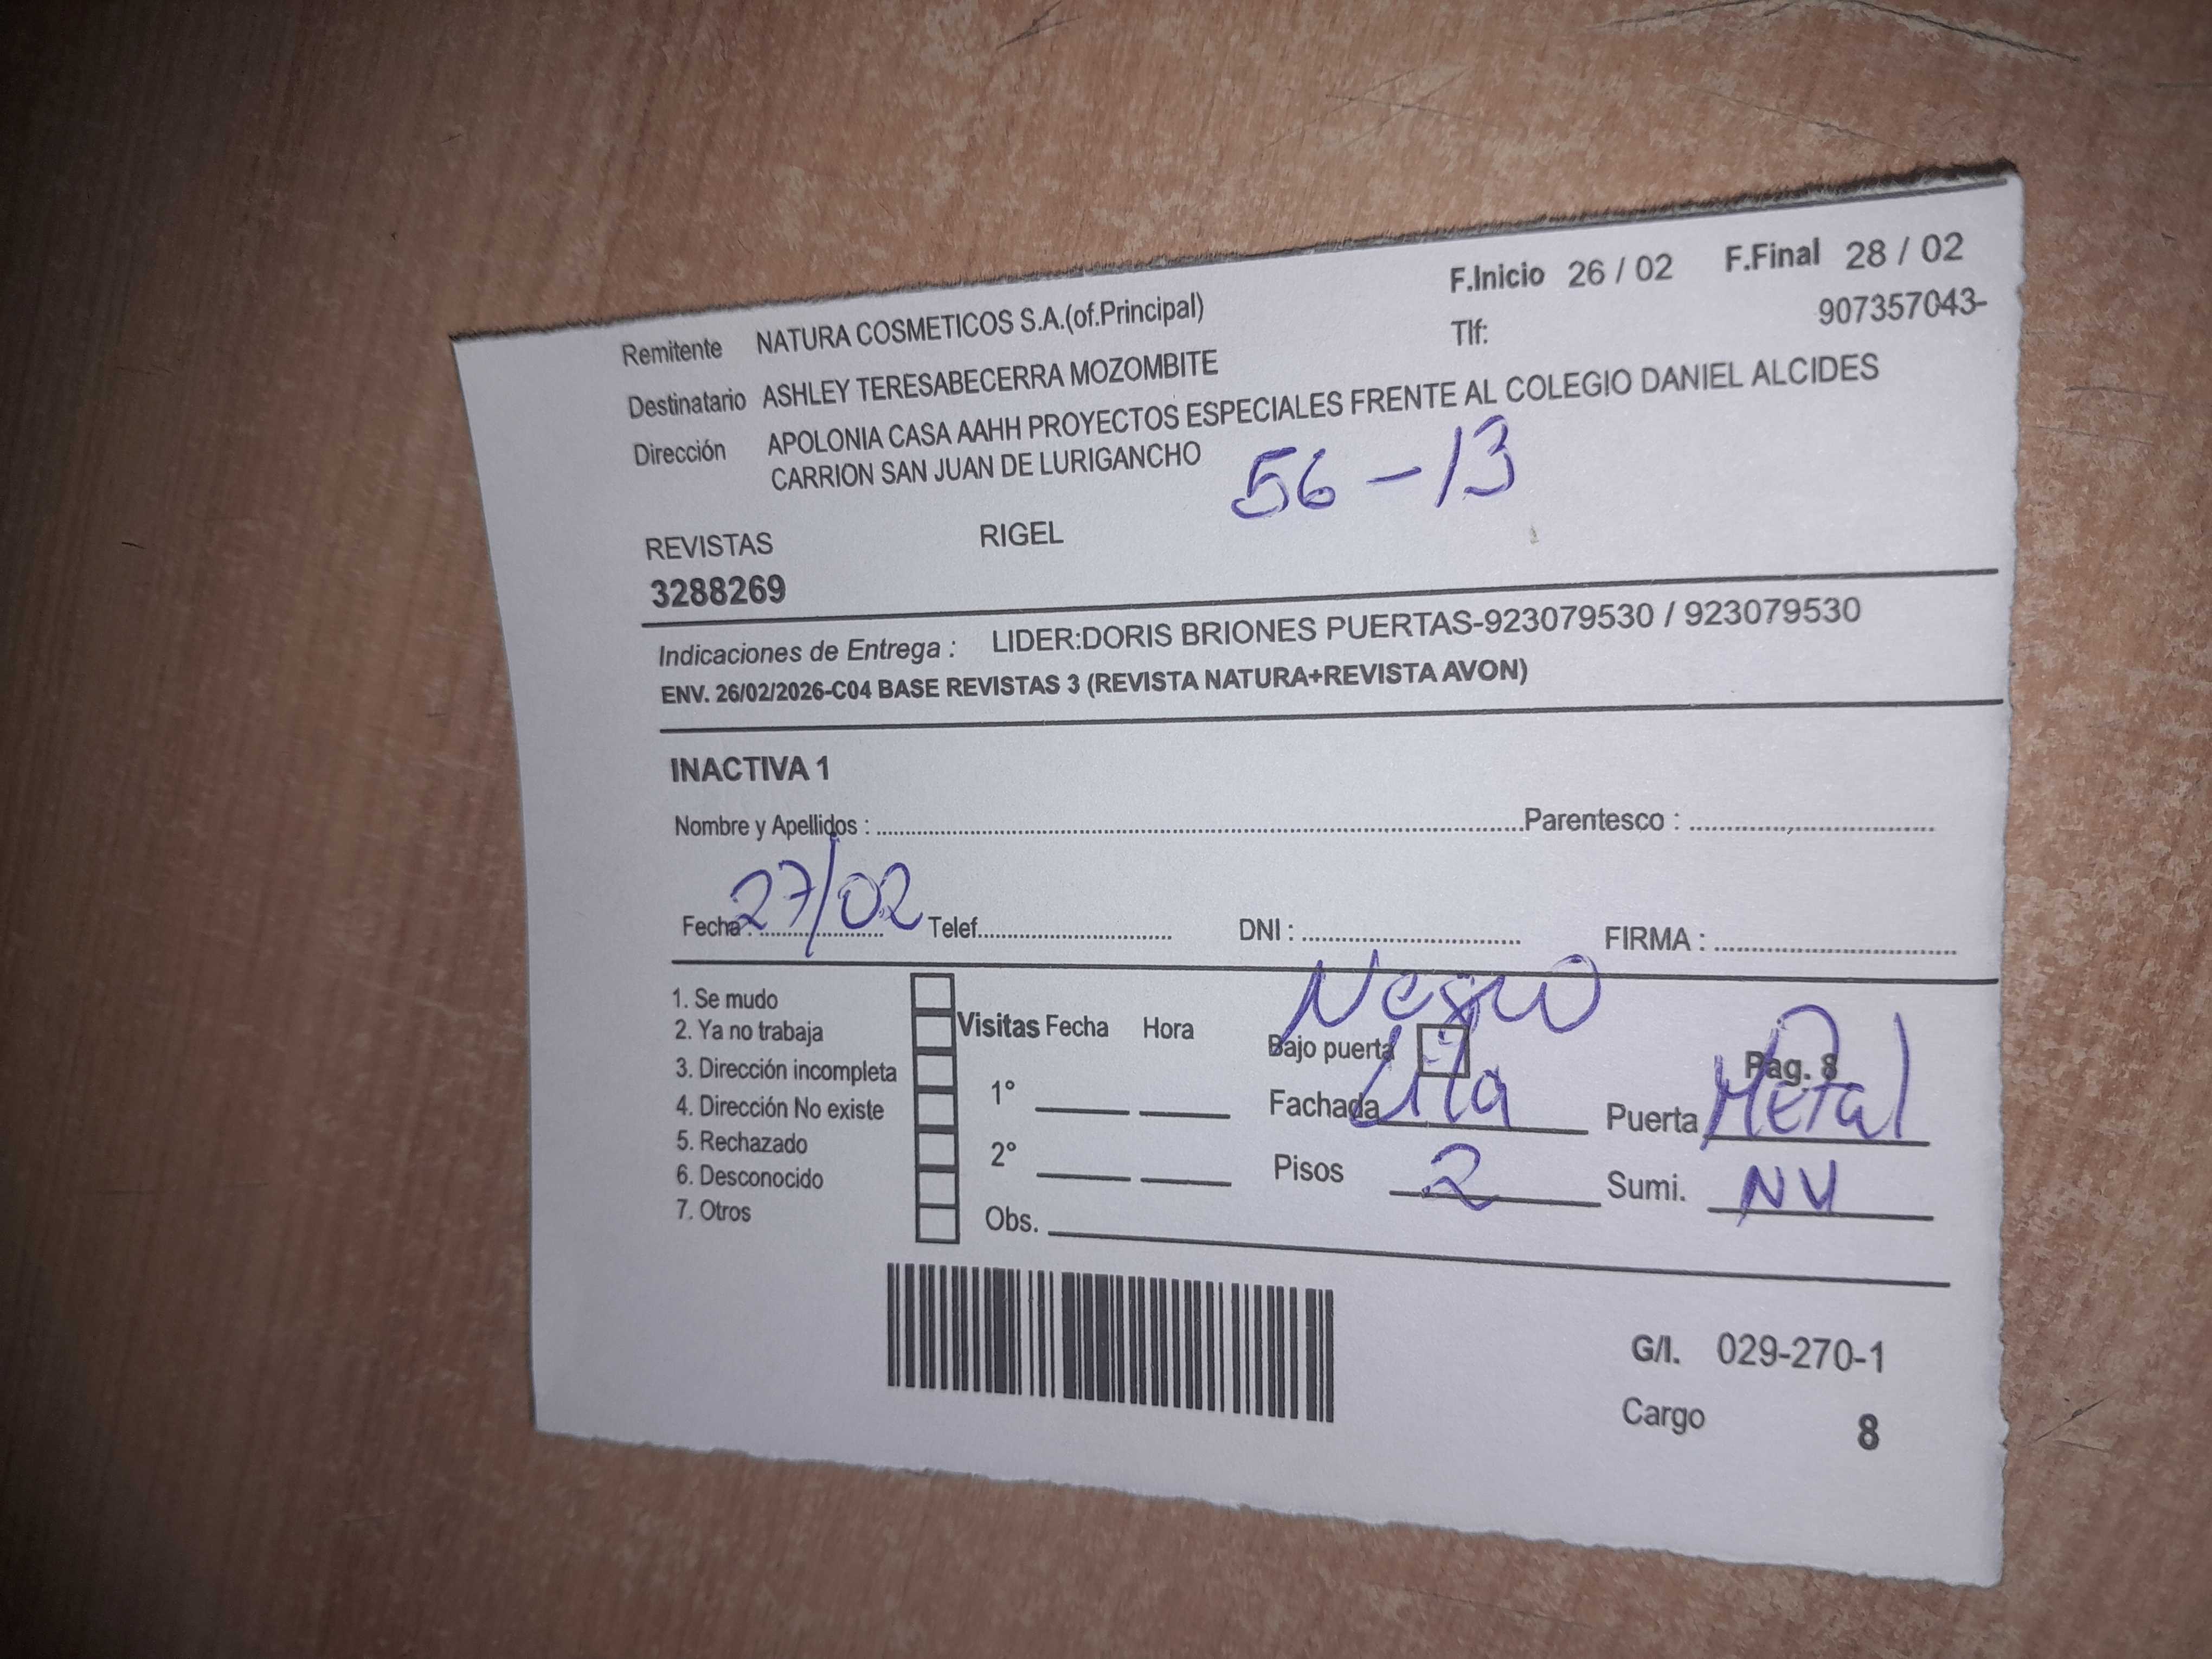 F.Inicio 26 / 02 F.Final 28 / 02
Remitente NATURA COSMETICOS S.A.(of.Principal) Tlf: 907357043-
Destinatario ASHLEY TERESABECERRA MOZOMBITE
Dirección APOLONIA CASA AAHH PROYECTOS ESPECIALES FRENTE AL COLEGIO DANIEL ALCIDES
CARRION SAN JUAN DE LURIGANCHO 56-13
REVISTAS RIGEL
3288269
Indicaciones de Entrega : LIDER:DORIS BRIONES PUERTAS-923079530 / 923079530
ENV. 26/02/2026-C04 BASE REVISTAS 3 (REVISTA NATURA+REVISTA AVON)
INACTIVA 1
Nombre y Apellidos : Parentesco :
Fecha : 27/02 Telef. DNI : FIRMA :
Negro
1. Se mudo
2. Ya no trabaja Visitas Fecha Hora Bajo puerta Pag. 8
3. Dirección incompleta
4. Dirección No existe 1° Fachada Lila Puerta Metal
5. Rechazado
6. Desconocido 2° Pisos 2 Sumi. NV
7. Otros Obs.
G/I. 029-270-1
Cargo 8